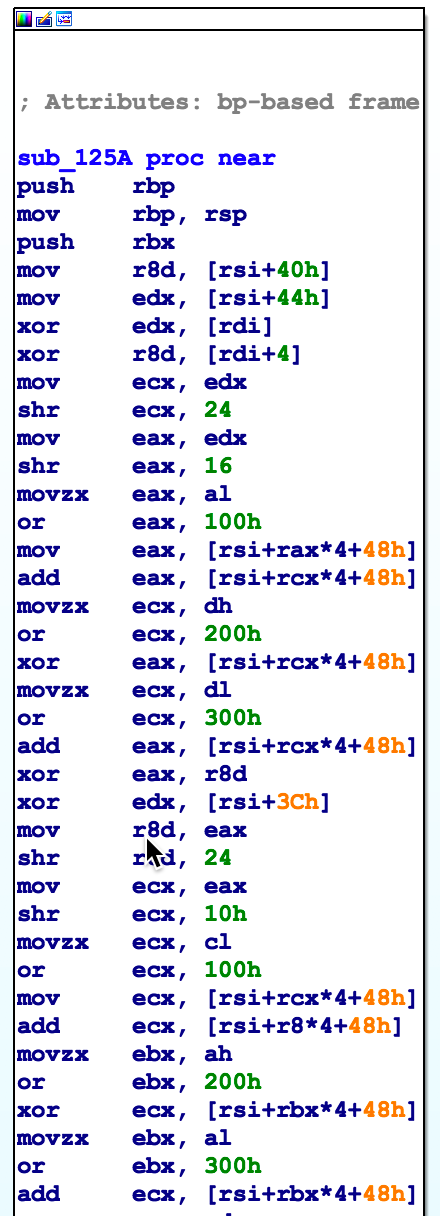 ; Attributes: bp-based frame
sub_125A proc near
push rbp
mov rbp, rsp
push rbx
mov r8d, [rsi+40h]
mov edx, [rsi+44h]
xor edx, [rdi]
xor r8d, [rdi+4]
mov ecx, edx
shr ecx, 24
mov eax, edx
shr eax, 16
movzx eax, al
or eax, 100h
mov eax, [rsi+rax*4+48h]
add eax, [rsi+rcx*4+48h]
movzx ecx, dh
or ecx, 200h
xor eax, [rsi+rcx*4+48h]
movzx ecx, dl
or ecx, 300h
add eax, [rsi+rcx*4+48h]
xor eax, r8d
xor edx, [rsi+3Ch]
mov r8d, eax
shr 24
mov ecx, eax
shr ecx, 10h
movzx ecx, cl
or ecx, 100h
mov ecx, [rsi+rcx*4+48h]
add ecx, [rsi+r8*4+48h]
movzx ebx, ah
or ebx, 200h
xor ecx, [rsi+rbx*4+48h]
movzx ebx, al
or ebx, 300h
add ecx, [rsi+rbx*4+48h]